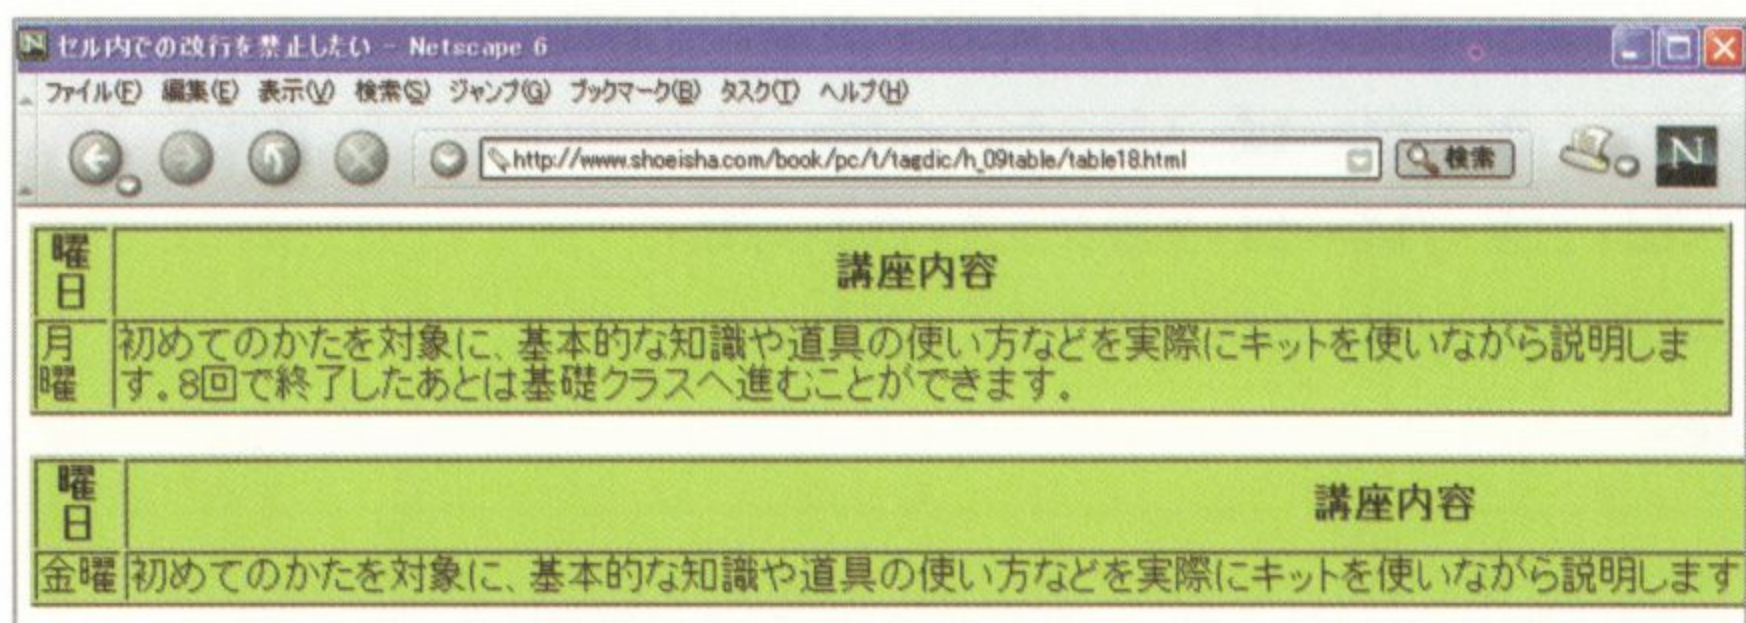 セル内での改行を禁止したい - Netscape 6
ファイル(F) 編集(E) 表示(V) 検索(S) ジャンプ(G) ブックマーク(B) タスク(T) ヘルプ(H)
http://www.shoeisha.com/book/pc/t/tagdic/h_09table/table18.html 検索 N
曜
日
講座内容
月
曜
初めてのかたを対象に、基本的な知識や道具の使い方などを実際にキットを使いながら説明しま
す。8回で終了したあとは基礎クラスへ進むことができます。
曜
日
講座内容
金曜 初めてのかたを対象に、基本的な知識や道具の使い方などを実際にキットを使いながら説明します